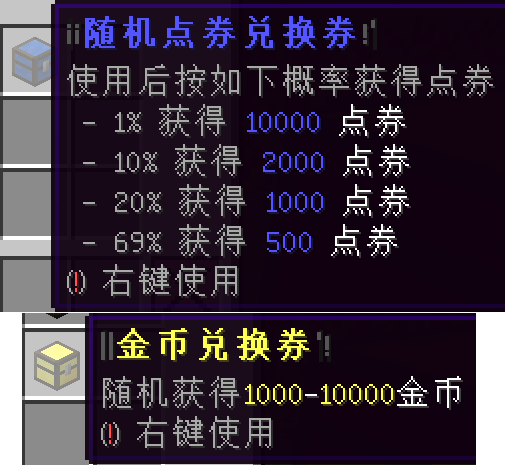 随机点券兑换券
使用后按如下概率获得点券
- 1% 获得 10000 点券
- 10% 获得 2000 点券
- 20% 获得 1000 点券
- 69% 获得 500 点券
(!) 右键使用
金币兑换券
随机获得1000-10000金币
(!) 右键使用